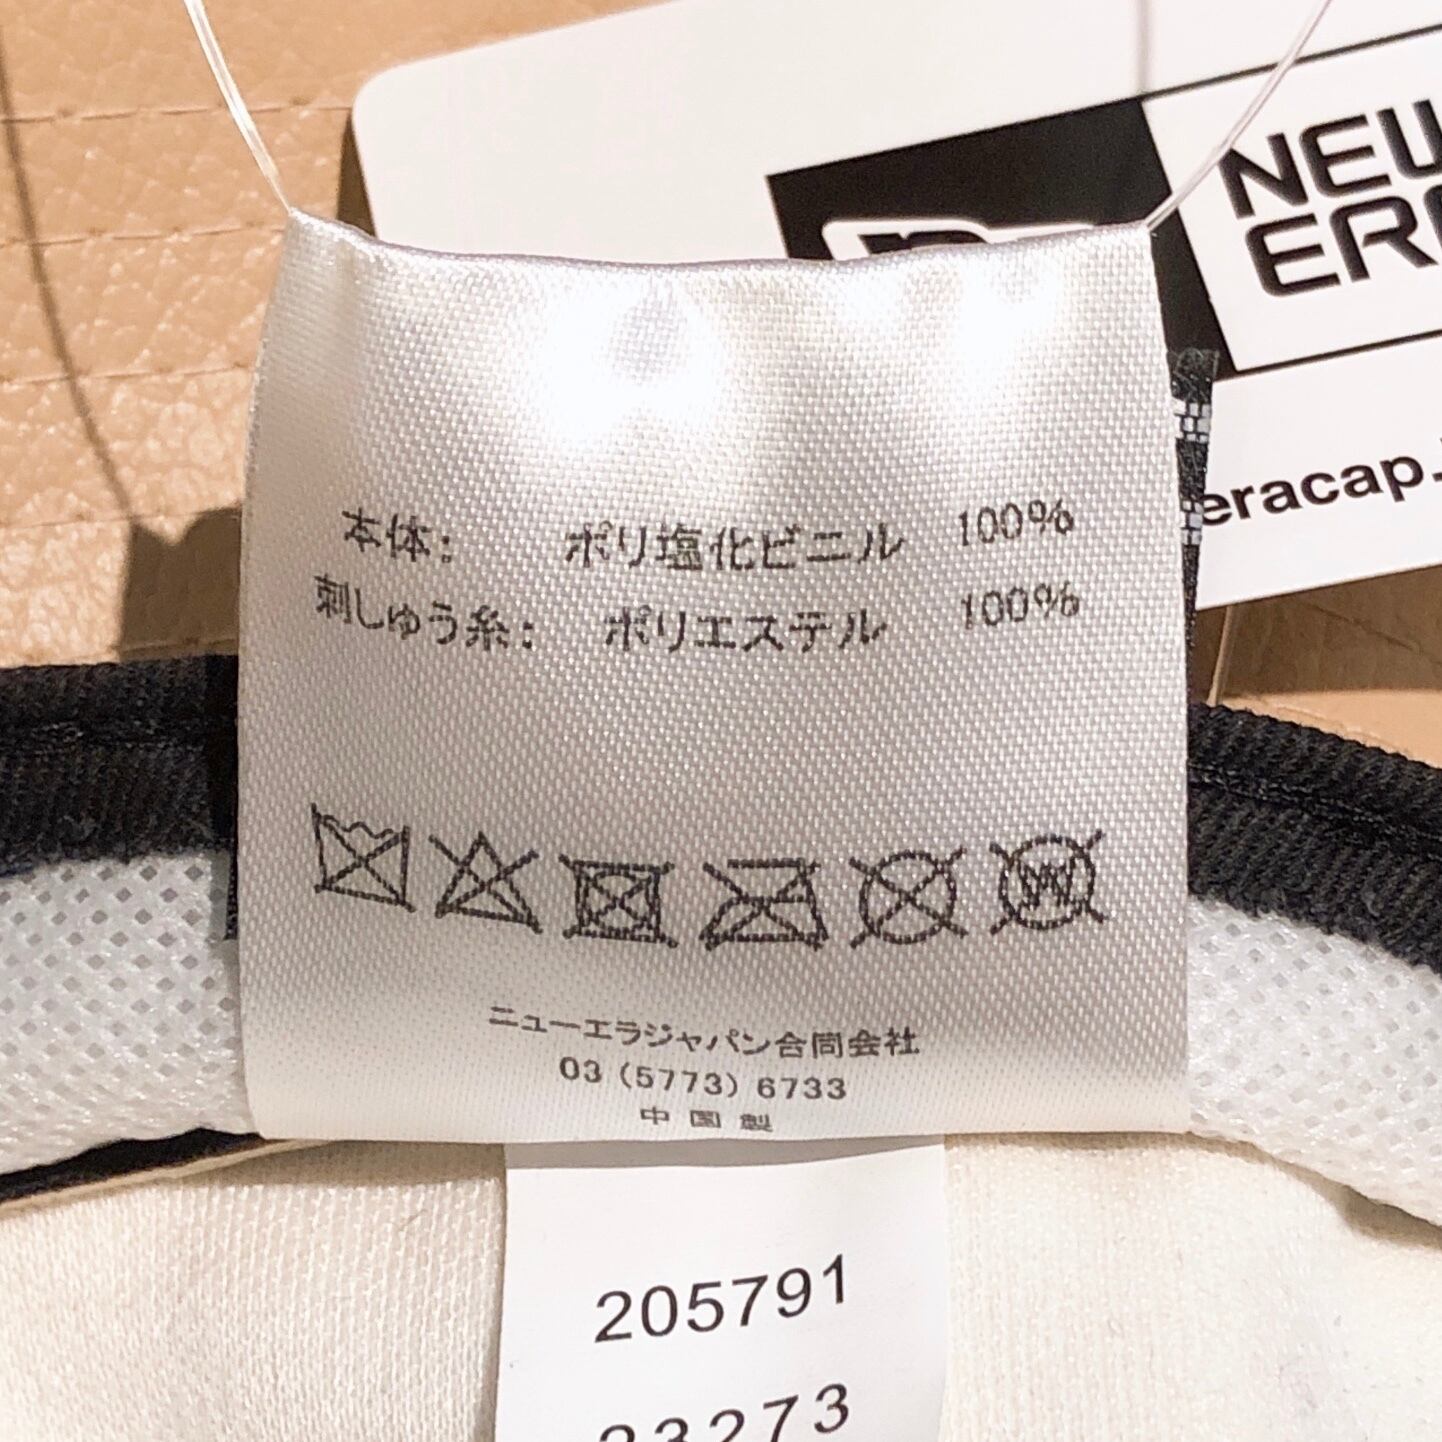 NEW
ERA
eracap.
本体: ポリ塩化ビニル 100%
刺しゅう糸: ポリエステル 100%
W
ニューエラジャパン合同会社
03 (5773) 6733
中国製
205791
23273